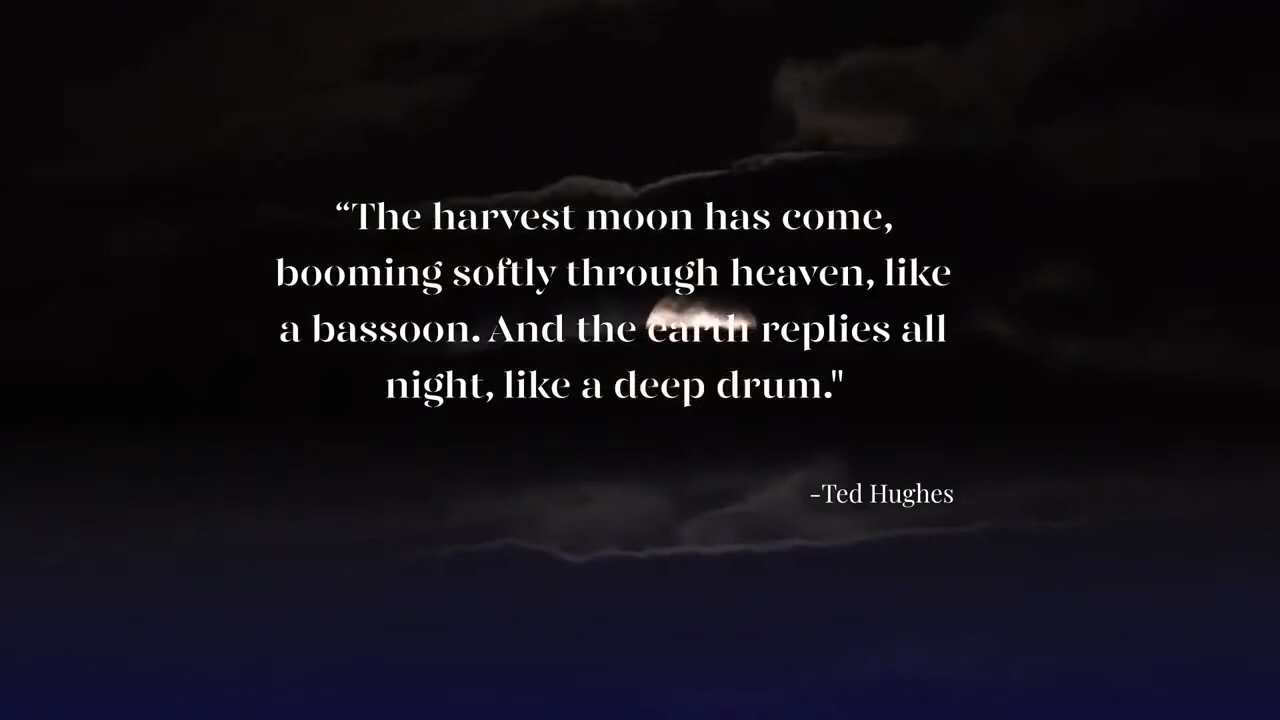 “The harvest moon has come,
booming softly through heaven, like
a bassoon. And the earth replies all
night, like a deep drum."
-Ted Hughes